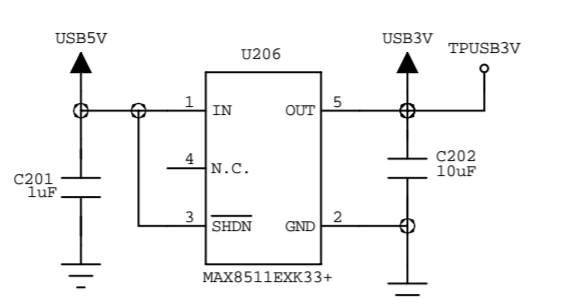 USB5V
USB3V
TPUSB3V
U206
1
IN
OUT
5
4
N.C.
C201
1uF
C202
10uF
3
SHDN
GND
2
MAX8511EXK33+